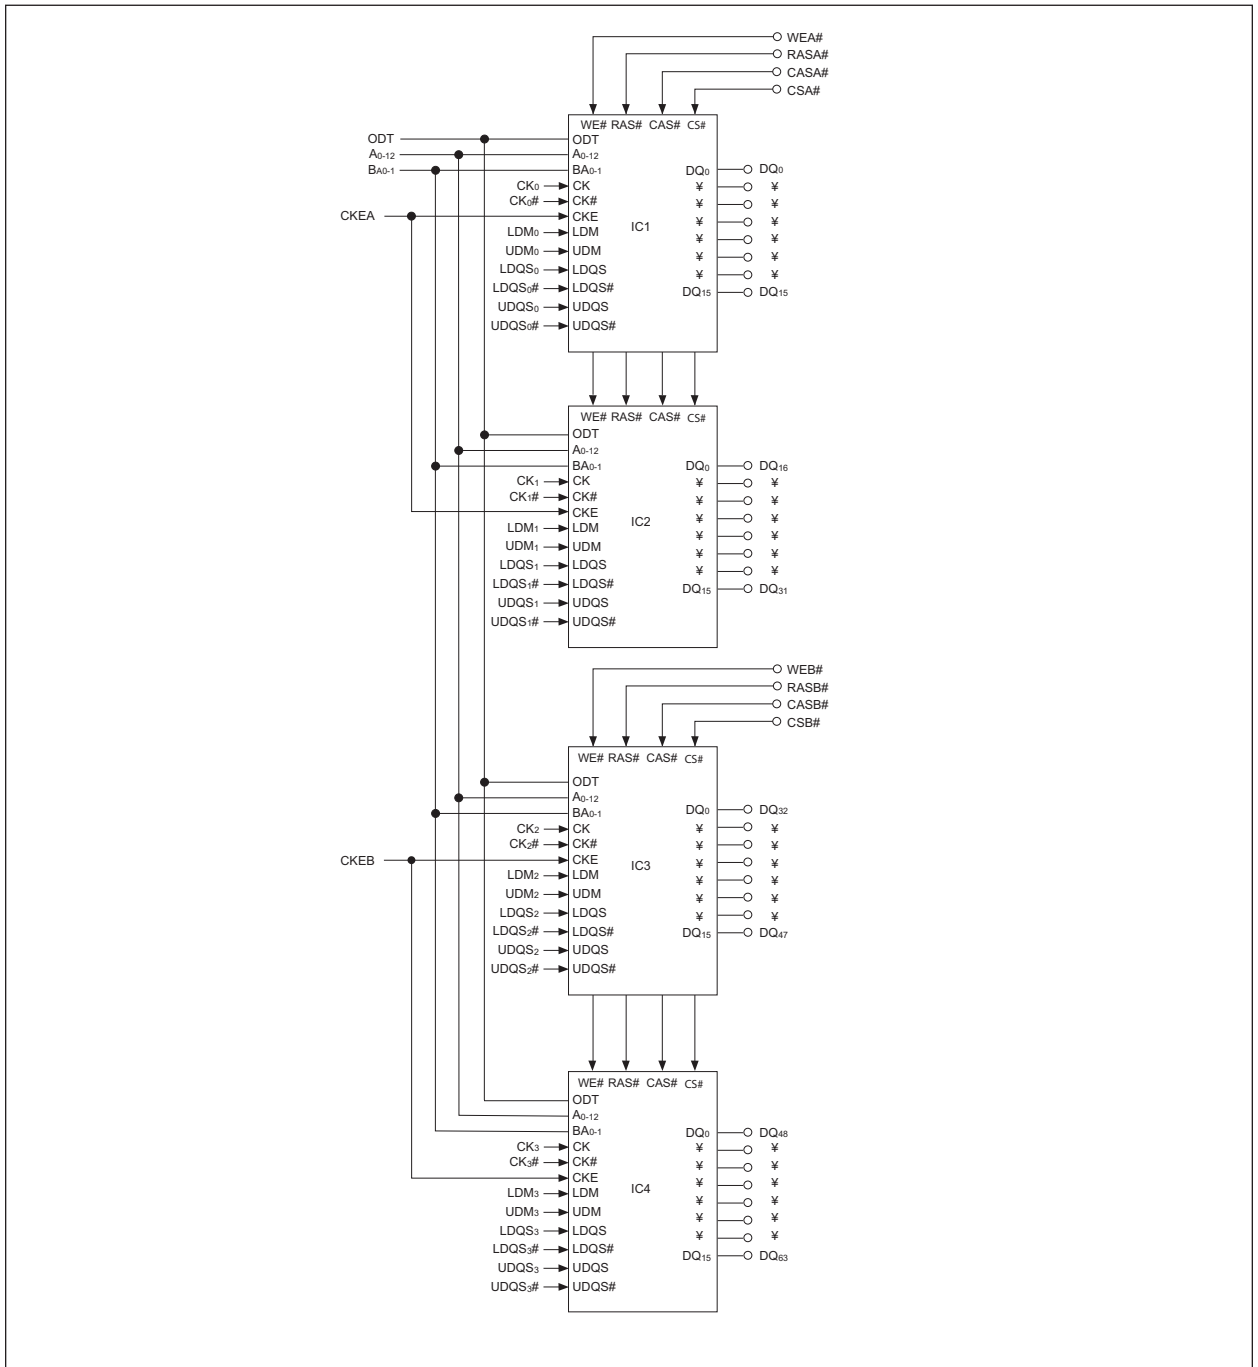 WEA#
RASA#
CASA#
CSA#
WE# RAS# CAS# CS#
ODT ODT
A0-12 A0-12
BA0-1 BA0-1 DQ0 DQ0
CK0 CK ¥ ¥
CK0# CK# ¥ ¥
CKEA CKE ¥ ¥
IC1
LDM0 LDM ¥ ¥
UDM0 UDM ¥ ¥
LDQS0 LDQS ¥ ¥
LDQS0# LDQS# DQ15 DQ15
UDQS0 UDQS
UDQS0# UDQS#
WE# RAS# CAS# CS#
ODT
A0-12
BA0-1 DQ0 DQ16
CK1 CK ¥ ¥
CK1# CK# ¥ ¥
CKE ¥ ¥
IC2
LDM1 LDM ¥ ¥
UDM1 UDM ¥ ¥
LDQS1 LDQS ¥ ¥
LDQS1# LDQS# DQ15 DQ31
UDQS1 UDQS
UDQS1# UDQS#
WEB#
RASB#
CASB#
CSB#
WE# RAS# CAS# CS#
ODT
A0-12
BA0-1 DQ0 DQ32
CK2 CK ¥ ¥
CK2# CK# ¥ ¥
CKEB CKE ¥ ¥
IC3
LDM2 LDM ¥ ¥
UDM2 UDM ¥ ¥
LDQS2 LDQS ¥ ¥
LDQS2# LDQS# DQ15 DQ47
UDQS2 UDQS
UDQS2# UDQS#
WE# RAS# CAS# CS#
ODT
A0-12
BA0-1 DQ0 DQ48
CK3 CK ¥ ¥
CK3# CK# ¥ ¥
CKE ¥ ¥
IC4
LDM3 LDM ¥ ¥
UDM3 UDM ¥ ¥
LDQS3 LDQS ¥ ¥
LDQS3# LDQS# DQ15 DQ63
UDQS3 UDQS
UDQS3# UDQS#